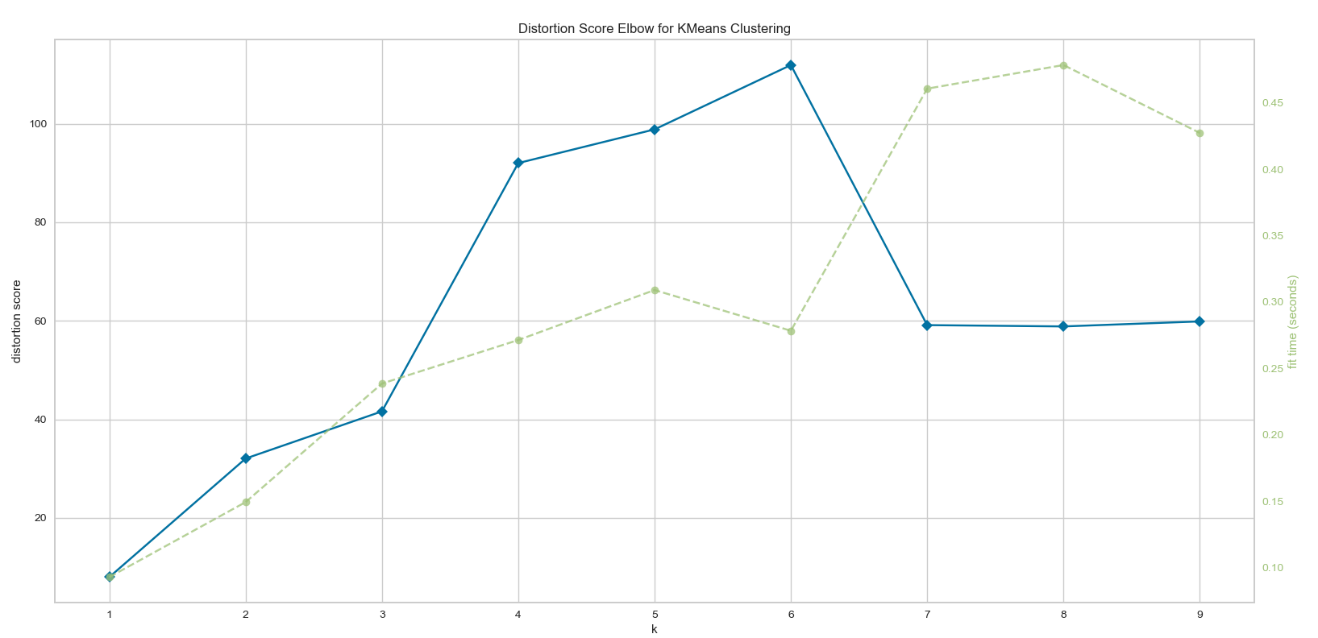 Distortion Score Elbow for KMeans Clustering
distortion score
100
80
60
40
20
0.45
0.40
0.35
0.30
0.25
0.20
0.15
0.10
fit time (seconds)
1 2 3 4 5 6 7 8 9
k